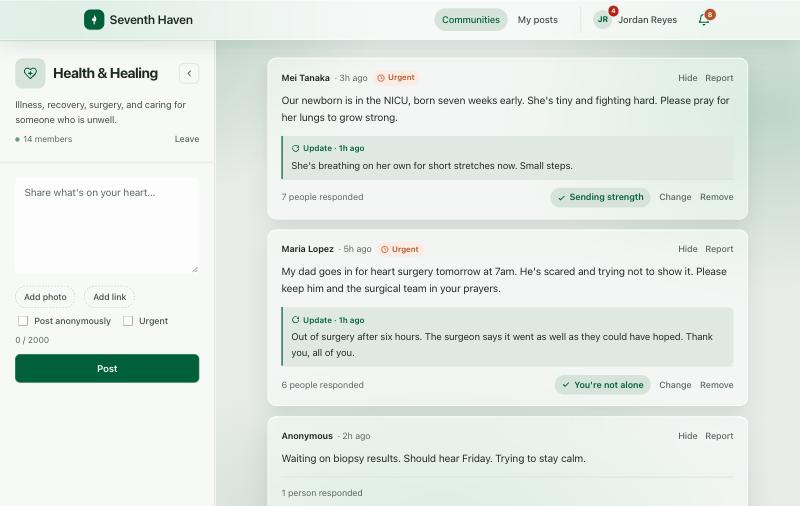 Seventh Haven
Communities
My posts
JR
4
Jordan Reyes
8
Health & Healing
Illness, recovery, surgery, and caring for
someone who is unwell.
14 members
Leave
Share what's on your heart...
Add photo
Add link
Post anonymously
Urgent
0 / 2000
Post
Mei Tanaka · 3h ago Urgent
Hide Report
Our newborn is in the NICU, born seven weeks early. She's tiny and fighting hard. Please pray for
her lungs to grow strong.
Update · 1h ago
She's breathing on her own for short stretches now. Small steps.
7 people responded
Sending strength Change Remove
Maria Lopez · 5h ago Urgent
Hide Report
My dad goes in for heart surgery tomorrow at 7am. He's scared and trying not to show it. Please
keep him and the surgical team in your prayers.
Update · 1h ago
Out of surgery after six hours. The surgeon says it went as well as they could have hoped. Thank
you, all of you.
6 people responded
You're not alone Change Remove
Anonymous · 2h ago
Hide Report
Waiting on biopsy results. Should hear Friday. Trying to stay calm.
1 person responded